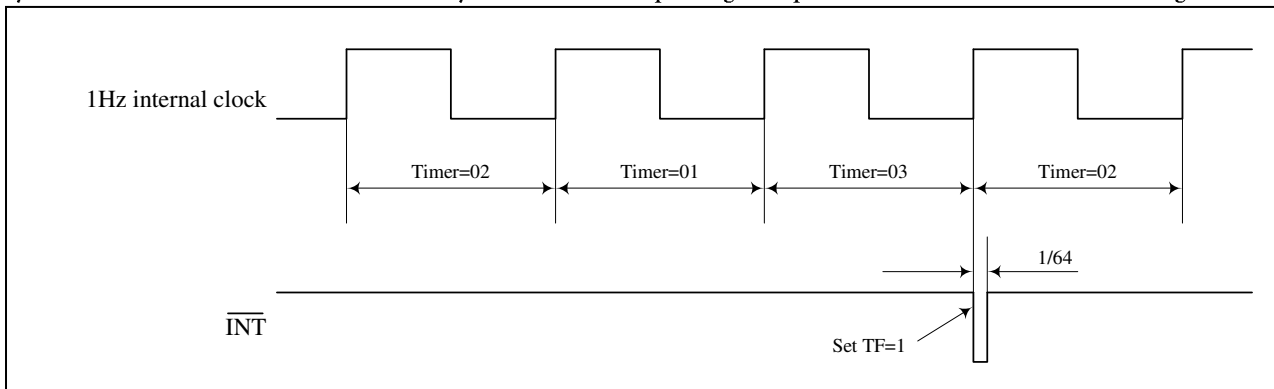 1Hz internal clock
Timer=02
Timer=01
Timer=03
Timer=02
1/64
INT
Set TF=1